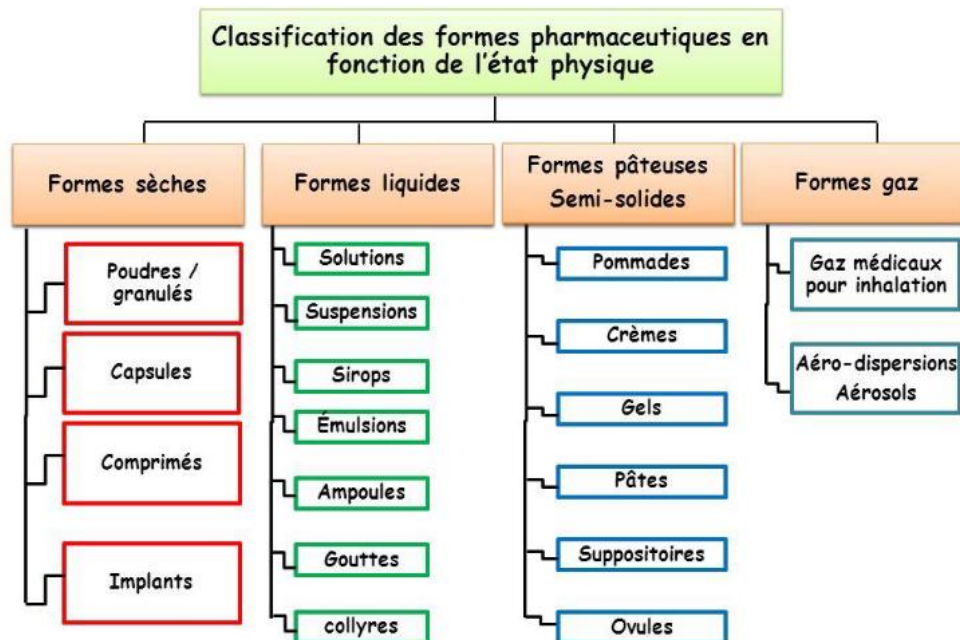 Classification des formes pharmaceutiques en
fonction de l'état physique
Formes sèches
Poudres /
granulés
Capsules
Comprimés
Implants
Formes liquides
Solutions
Suspensions
Sirops
Émulsions
Ampoules
Gouttes
collyres
Formes pâteuses
Semi-solides
Pommades
Crèmes
Gels
Pâtes
Suppositoires
Ovules
Formes gaz
Gaz médicaux
pour inhalation
Aéro-dispersions
Aérosols